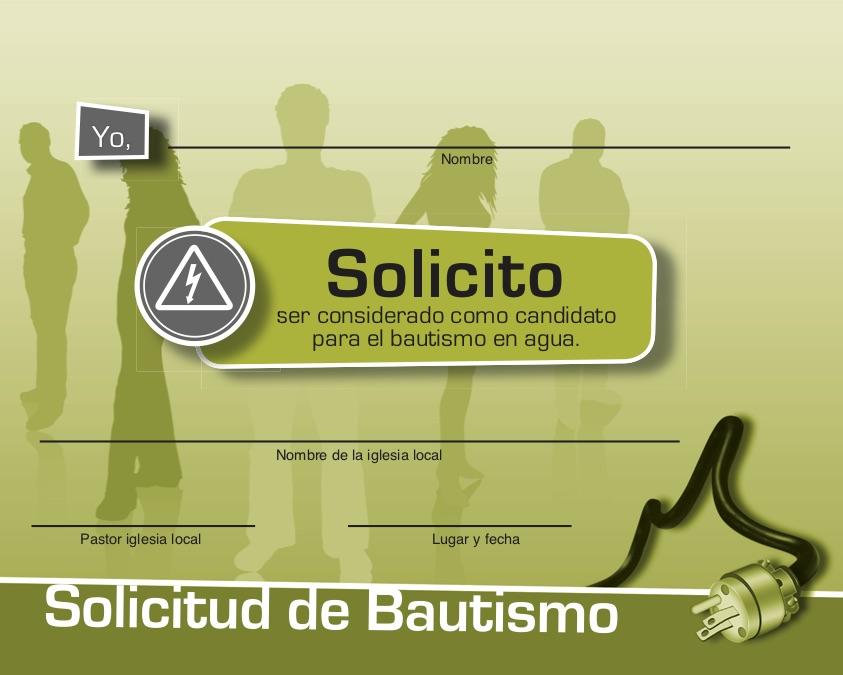 Yo,
Nombre
Solicito
ser considerado como candidato
para el bautismo en agua.
Nombre de la iglesia local
Pastor iglesia local
Lugar y fecha
Solicitud de Bautismo